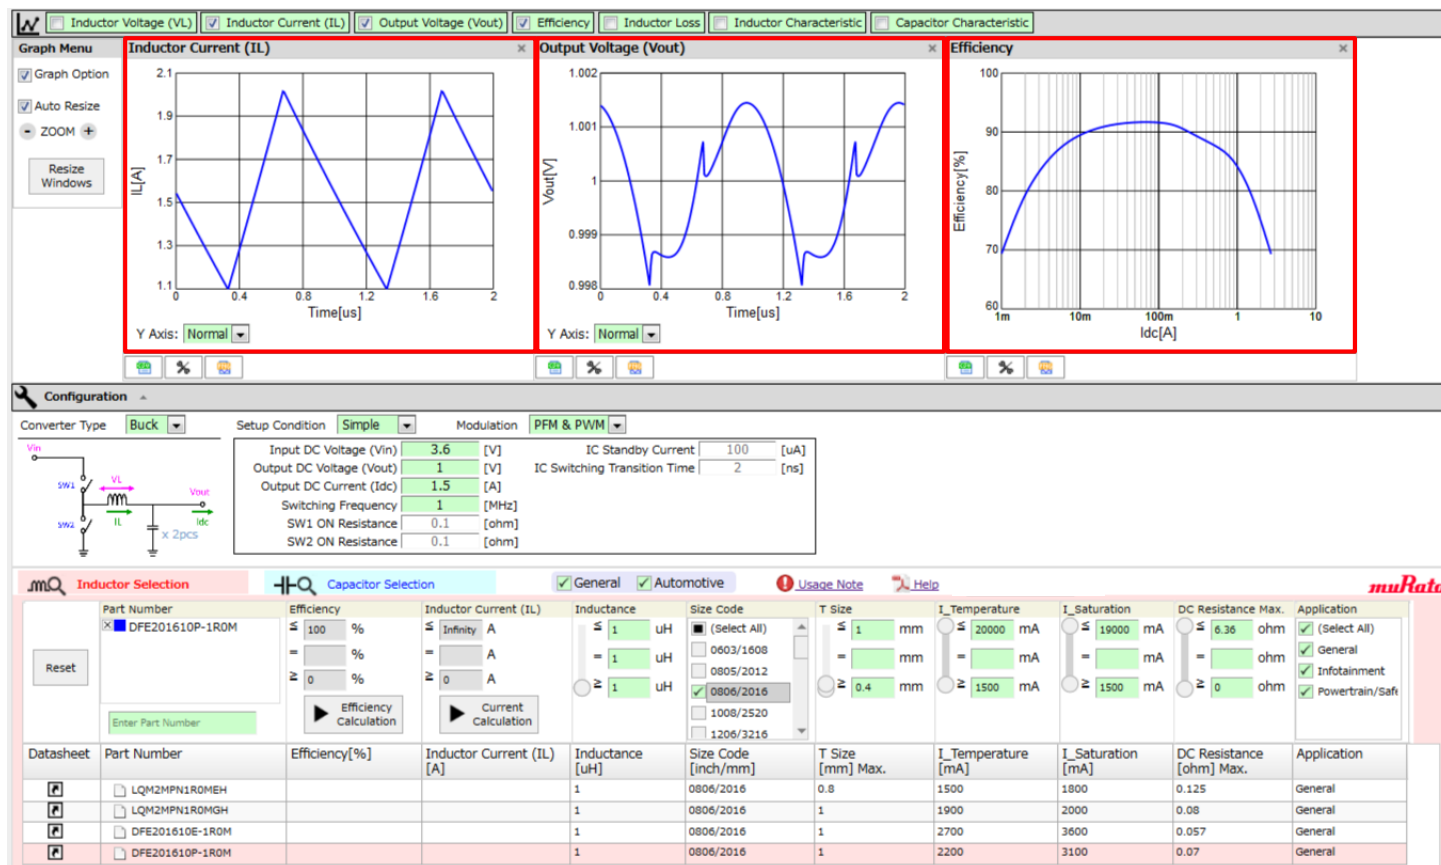 Inductor Voltage (VL) Inductor Current (IL) Output Voltage (Vout) Efficiency Inductor Loss Inductor Characteristic Capacitor Characteristic
Graph Menu
Graph Option
Auto Resize
- ZOOM +
Resize
Windows
Inductor Current (IL) ×
2.1
1.9
1.7
1.5
1.3
1.1
IL[A]
0 0.4 0.8 1.2 1.6 2
Time[us]
Y Axis: Normal
Output Voltage (Vout) ×
1.002
1.001
1
0.999
0.998
Vout[V]
0 0.4 0.8 1.2 1.6 2
Time[us]
Y Axis: Normal
Efficiency ×
100
90
80
70
60
Efficiency[%]
1m 10m 100m 1 10
Idc[A]
Configuration
Converter Type Buck Setup Condition Simple Modulation PFM & PWM
Vin
SW1
VL
Vout
SW2
IL
Idc
x 2pcs
Input DC Voltage (Vin) 3.6 [V] IC Standby Current 100 [uA]
Output DC Voltage (Vout) 1 [V] IC Switching Transition Time 2 [ns]
Output DC Current (Idc) 1.5 [A]
Switching Frequency 1 [MHz]
SW1 ON Resistance 0.1 [ohm]
SW2 ON Resistance 0.1 [ohm]
Inductor Selection Capacitor Selection General Automotive Usage Note Help muRata
Part Number Efficiency Inductor Current (IL) Inductance Size Code T Size I_Temperature I_Saturation DC Resistance Max. Application
DFE201610P-1R0M ≤ 100 % ≤ Infinity A ≤ 1 uH (Select All) ≤ 1 mm ≤ 20000 mA ≤ 19000 mA ≤ 6.36 ohm (Select All)
= % = A = 1 uH 0603/1608 = mm = mA = mA = ohm General
Reset ≥ 0 % ≥ 0 A ≥ 1 uH 0805/2012 ≥ 0.4 mm ≥ 1500 mA ≥ 1500 mA ≥ 0 ohm Infotainment
0806/2016 Powertrain/Safe
Enter Part Number Efficiency Calculation Current Calculation 1008/2520
1206/3216
Datasheet Part Number Efficiency[%] Inductor Current (IL) [A] Inductance [uH] Size Code [inch/mm] T Size [mm] Max. I_Temperature [mA] I_Saturation [mA] DC Resistance [ohm] Max. Application
LQM2MPN1R0MEH 1 0806/2016 0.8 1500 1800 0.125 General
LQM2MPN1R0MGH 1 0806/2016 1 1900 2000 0.08 General
DFE201610E-1R0M 1 0806/2016 1 2700 3600 0.057 General
DFE201610P-1R0M 1 0806/2016 1 2200 3100 0.07 General